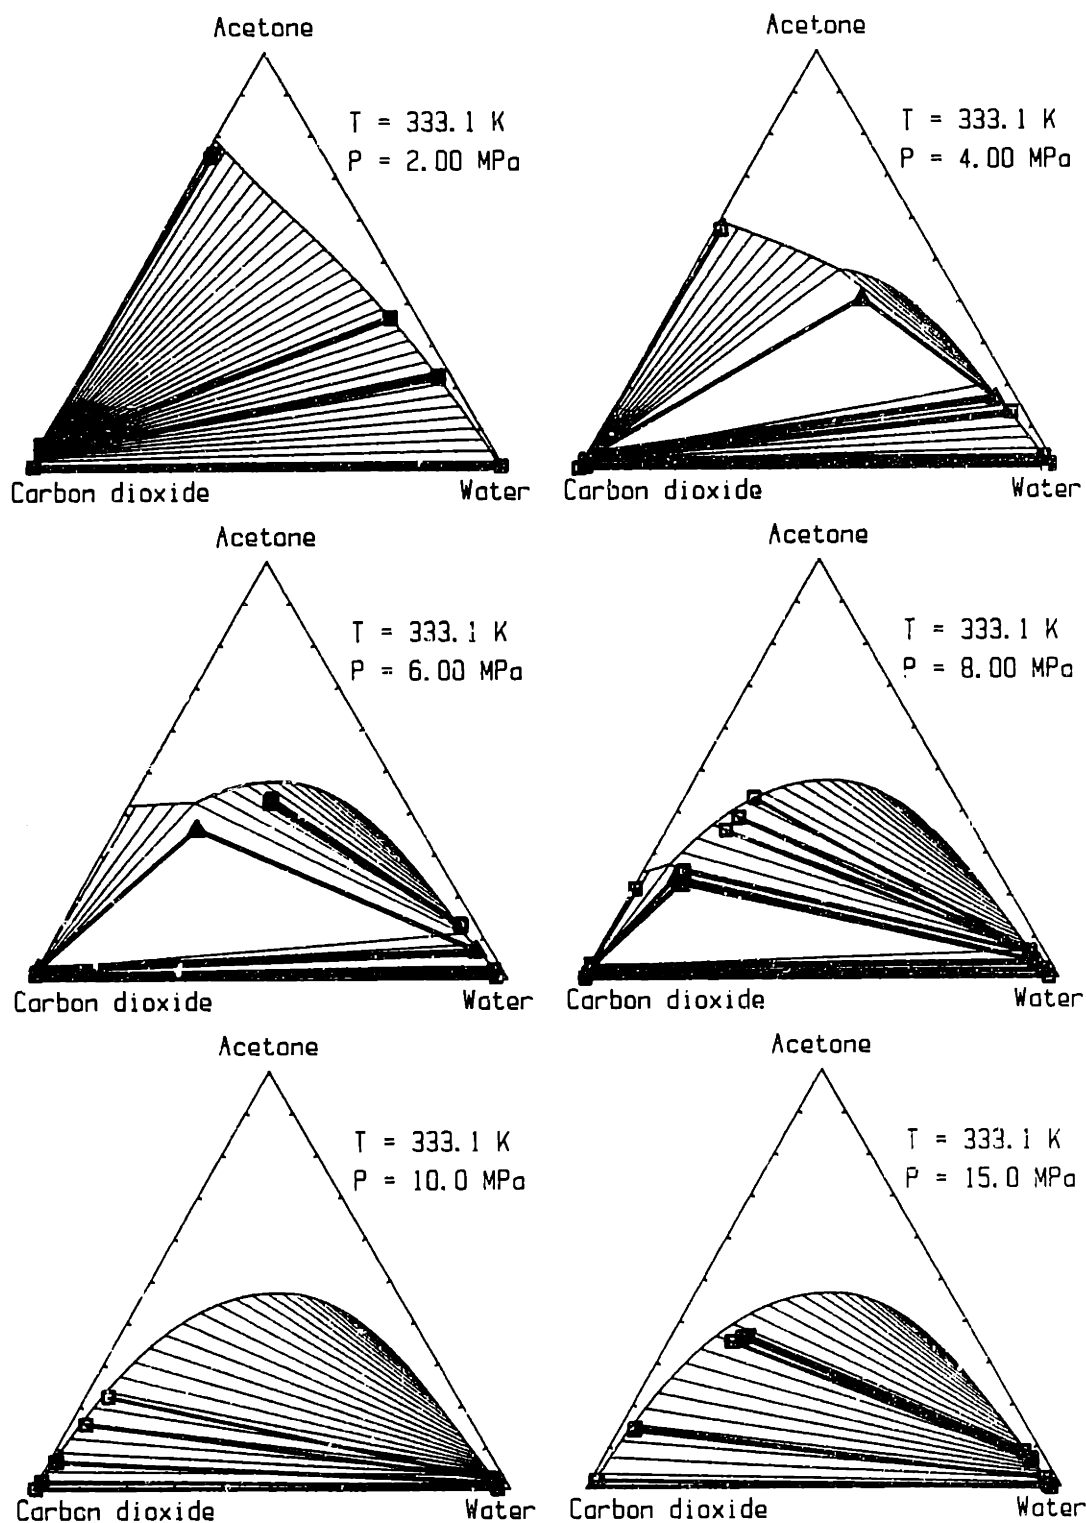 Acetone
T = 333.1 K
P = 2.00 MPa
Carbon dioxide
Water
Acetone
T = 333.1 K
P = 4.00 MPa
Carbon dioxide
Water
Acetone
T = 333.1 K
P = 6.00 MPa
Carbon dioxide
Water
Acetone
T = 333.1 K
P = 8.00 MPa
Carbon dioxide
Water
Acetone
T = 333.1 K
P = 10.0 MPa
Carbon dioxide
Water
Acetone
T = 333.1 K
P = 15.0 MPa
Carbon dioxide
Water